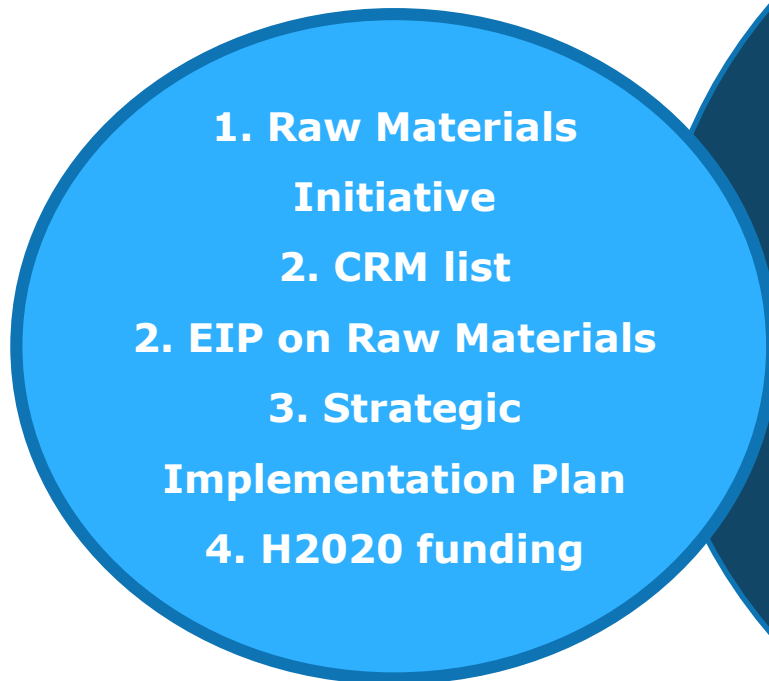 1. Raw Materials
Initiative
2. CRM list
2. EIP on Raw Materials
3. Strategic
Implementation Plan
4. H2020 funding